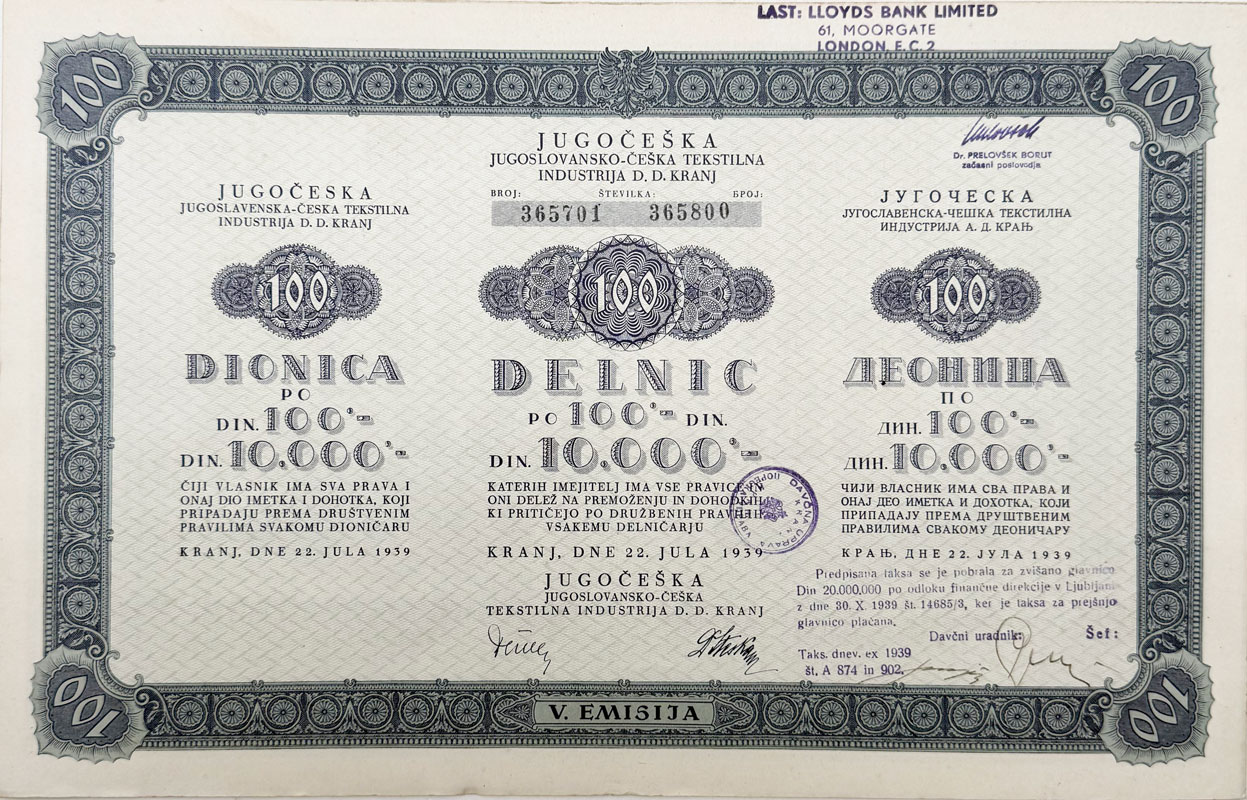 LAST: LLOYDS BANK LIMITED
61, MOORGATE
LONDON, E.C.2
100
100
Dr. PRELOVŠEK BORUT
začasni poslovodja
JUGOČEŠKA
JUGOSLOVANSKO-ČEŠKA TEKSTILNA
INDUSTRIJA D. D. KRANJ
BROJ: ŠTEVILKA: БРОЈ:
365701 365800
JUGOČESKA
JUGOSLAVENSKA-ČESKA TEKSTILNA
INDUSTRIJA D. D. KRANJ
100
DIONICA
PO
DIN. 100'-
DIN. 10.000'-
ČIJI VLASNIK IMA SVA PRAVA I
ONAJ DIO IMETKA I DOHOTKA, KOJI
PRIPADAJU PREMA DRUŠTVENIM
PRAVILIMA SVAKOMU DIONIČARU
KRANJ, DNE 22. JULA 1939
100
DELNIC
PO 100'- DIN.
DIN. 10.000'-
KATERIH IMEJITELJ IMA VSE PRAVICE IN
ONI DELEŽ NA PREMOŽENJU IN DOHODKIH,
KI PRITIČEJO PO DRUŽBENIH PRAVILIH
VSAKEMU DELNIČARJU
KRANJ, DNE 22. JULA 1939
JUGOČEŠKA
JUGOSLOVANSKO-ČEŠKA
TEKSTILNA INDUSTRIJA D. D. KRANJ
ЈУГОЧЕСКА
ЈУГОСЛАВЕНСКА-ЧЕШКА ТЕКСТИЛНА
ИНДУСТРИЈА А. Д. КРАЊ
100
ДЕОНИЦА
ПО
ДИН. 100'-
ДИН. 10.000'-
ЧИЈИ ВЛАСНИК ИМА СВА ПРАВА И
ОНАЈ ДЕО ИМЕТКА И ДОХОТКА, КОЈИ
ПРИПАДАЈУ ПРЕМА ДРУШТВЕНИМ
ПРАВИЛИМА СВАКОМУ ДЕОНИЧАРУ
КРАЊ, ДНЕ 22. ЈУЛА 1939
DAVČNA UPRAVA
KRANJ
Predpisana taksa se je pobrala za zvišano glavnico
Din 20.000.000 po odloku finančne direkcije v Ljubljani
z dne 30. X. 1939 št. 14685/3, ker je taksa za prejšnjo
glavnico plačana.
Davčni uradnik: Šef:
Taks. dnev. ex 1939
št. A 874 in 902.
100
V. EMISIJA
100